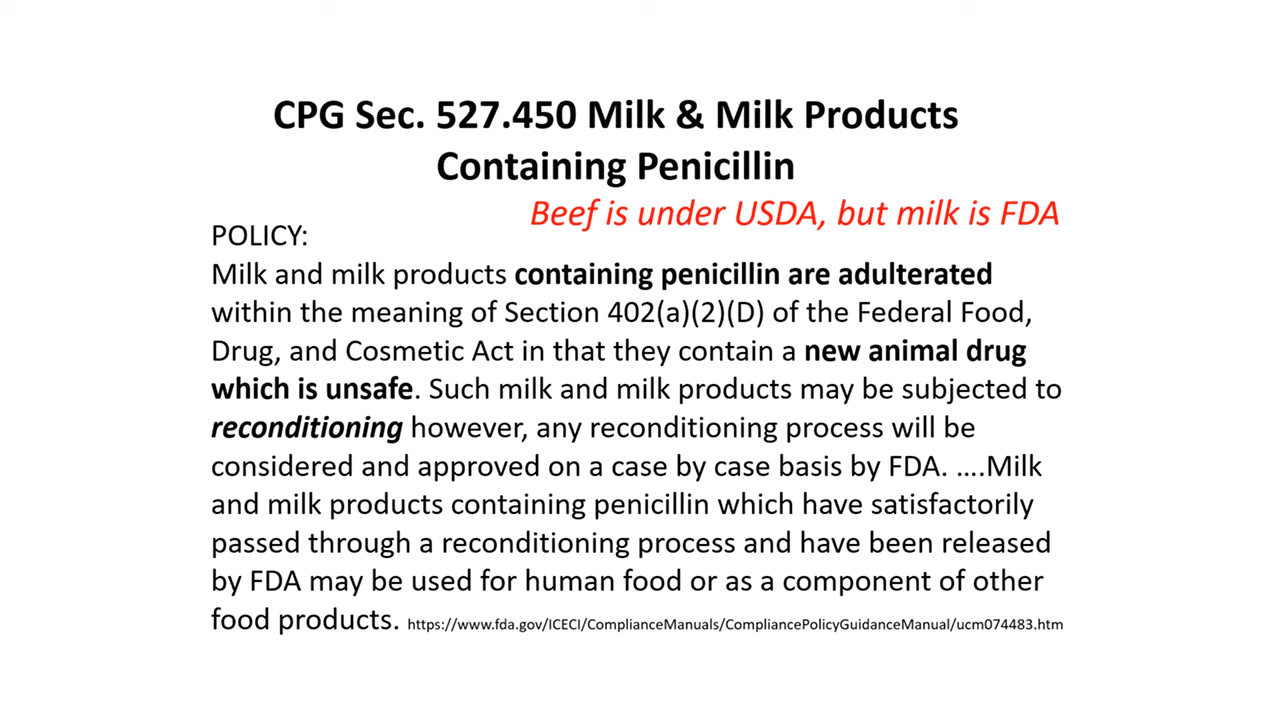 CPG Sec. 527.450 Milk & Milk Products
Containing Penicillin
Beef is under USDA, but milk is FDA
POLICY:
Milk and milk products containing penicillin are adulterated
within the meaning of Section 402(a)(2)(D) of the Federal Food,
Drug, and Cosmetic Act in that they contain a new animal drug
which is unsafe. Such milk and milk products may be subjected to
reconditioning however, any reconditioning process will be
considered and approved on a case by case basis by FDA. ....Milk
and milk products containing penicillin which have satisfactorily
passed through a reconditioning process and have been released
by FDA may be used for human food or as a component of other
food products. https://www.fda.gov/ICECI/ComplianceManuals/CompliancePolicyGuidanceManual/ucm074483.htm